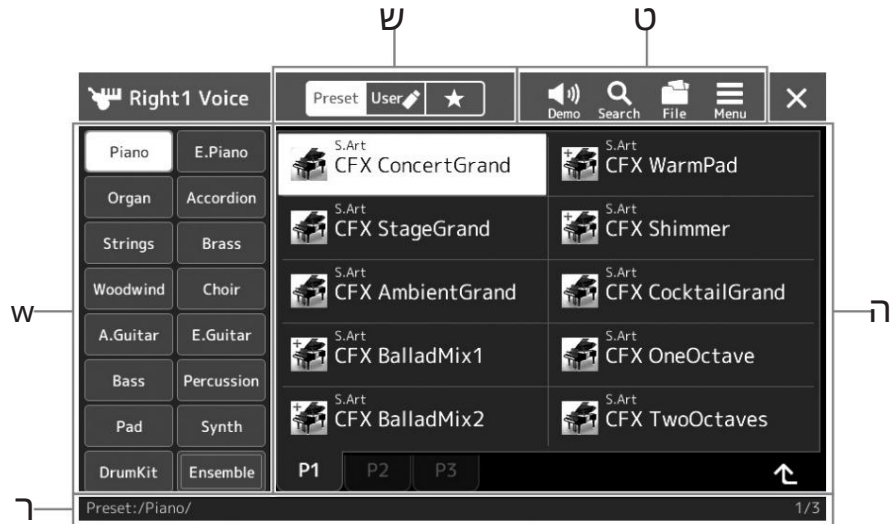 ש ט
Right1 Voice Preset User ★ Demo Search File Menu ×
Piano E.Piano
Organ Accordion
Strings Brass
Woodwind Choir
A.Guitar E.Guitar
Bass Percussion
Pad Synth
DrumKit Ensemble
S.Art S.Art
CFX ConcertGrand CFX WarmPad
S.Art S.Art
CFX StageGrand CFX Shimmer
S.Art S.Art
CFX AmbientGrand CFX CocktailGrand
S.Art S.Art
CFX BalladMix1 CFX OneOctave
S.Art S.Art
CFX BalladMix2 CFX TwoOctaves
P1 P2 P3
w
ה
ר
Preset:/Piano/ 1/3